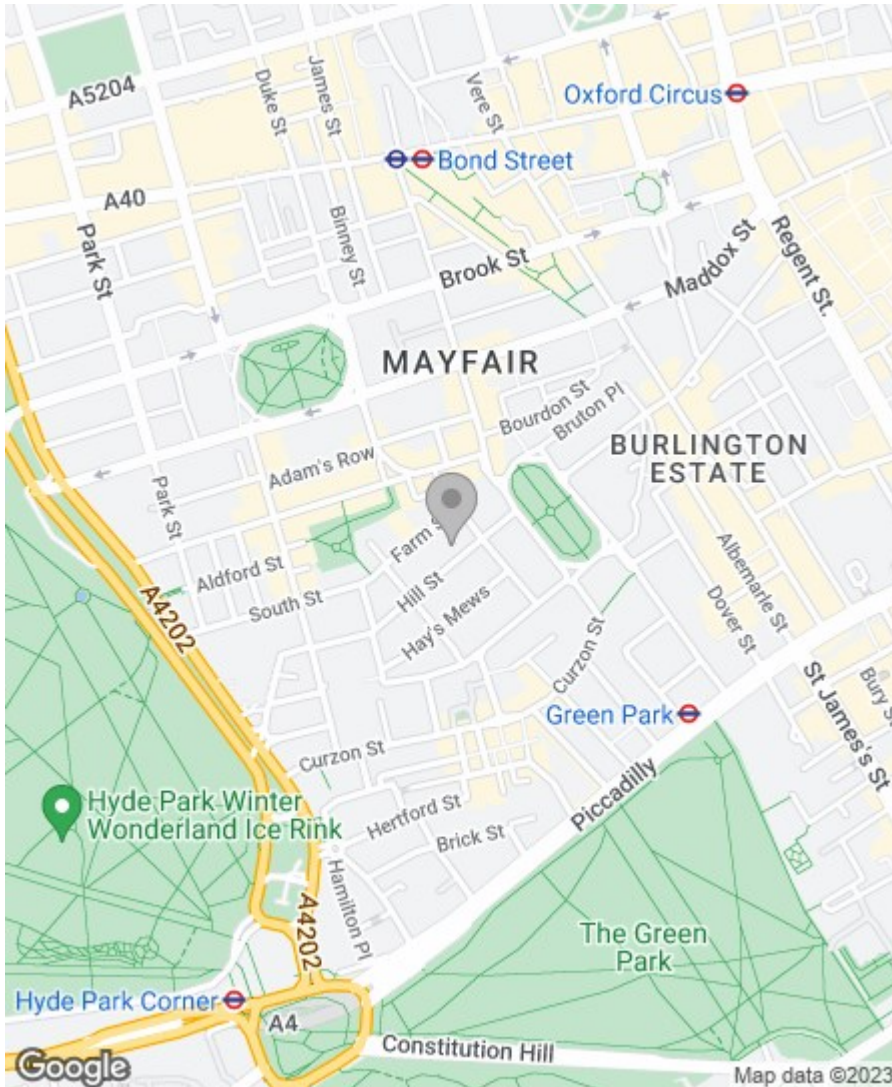 A5204
Duke St
James St
Vere St
Oxford Circus
Bond Street
A40
Park St
Binney St
Brook St
Maddox St
Regent St.
MAYFAIR
Bourdon St
Bruton Pl
BURLINGTON
ESTATE
Adam's Row
Park St
Farm S
Albemarle St
Aldford St
Hill St
Dover St
South St
Hay's Mews
A4202
Curzon St
St James's St
Bury S
Green Park
Curzon St
Piccadilly
Hyde Park Winter
Wonderland Ice Rink
Hertford St
Brick St
Hamilton Pl
A4202
The Green
Park
Hyde Park Corner
A4
Constitution Hill
Google
Map data ©2023